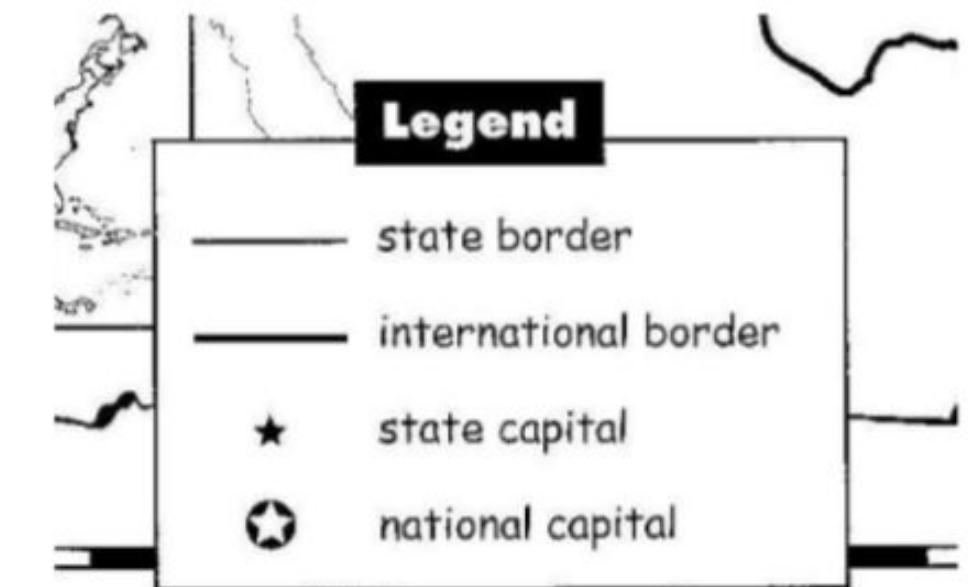 Legend
state border
international border
state capital
national capital